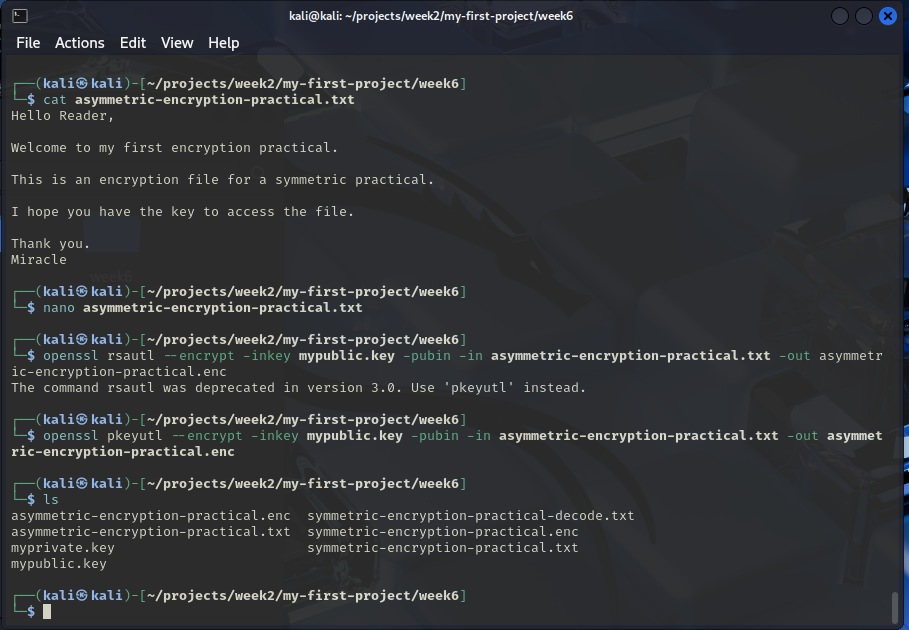 kali@kali: ~/projects/week2/my-first-project/week6
File Actions Edit View Help
┌──(kali㉿kali)-[~/projects/week2/my-first-project/week6]
└─$ cat asymmetric-encryption-practical.txt
Hello Reader,
Welcome to my first encryption practical.
This is an encryption file for a symmetric practical.
I hope you have the key to access the file.
Thank you.
Miracle
┌──(kali㉿kali)-[~/projects/week2/my-first-project/week6]
└─$ nano asymmetric-encryption-practical.txt
┌──(kali㉿kali)-[~/projects/week2/my-first-project/week6]
└─$ openssl rsautl --encrypt -inkey mypublic.key -pubin -in asymmetric-encryption-practical.txt -out asymmetr
ic-encryption-practical.enc
The command rsautl was deprecated in version 3.0. Use 'pkeyutl' instead.
┌──(kali㉿kali)-[~/projects/week2/my-first-project/week6]
└─$ openssl pkeyutl --encrypt -inkey mypublic.key -pubin -in asymmetric-encryption-practical.txt -out asymmet
ric-encryption-practical.enc
┌──(kali㉿kali)-[~/projects/week2/my-first-project/week6]
└─$ ls
asymmetric-encryption-practical.enc symmetric-encryption-practical-decode.txt
asymmetric-encryption-practical.txt symmetric-encryption-practical.enc
myprivate.key symmetric-encryption-practical.txt
mypublic.key
┌──(kali㉿kali)-[~/projects/week2/my-first-project/week6]
└─$
week6